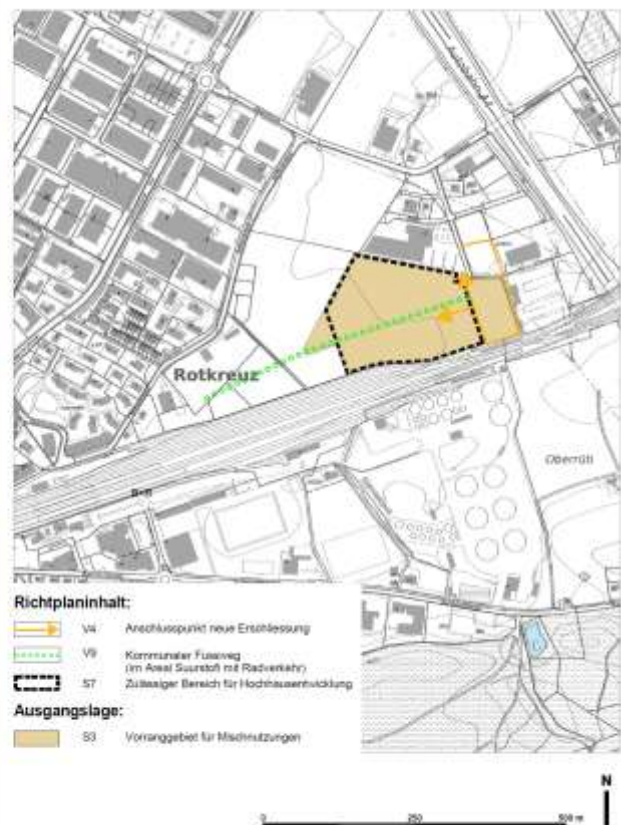 Rotkreuz
Oberrüti
Richtplaninhalt:
V4 Anschlusspunkt neue Erschliessung
V9 Kommunaler Fussweg
(im Areal Suurstoffi mit Radverkehr)
S7 Zulässiger Bereich für Hochhausentwicklung
Ausgangslage:
S3 Vorranggebiet für Mischnutzungen
N
0 250 500 m